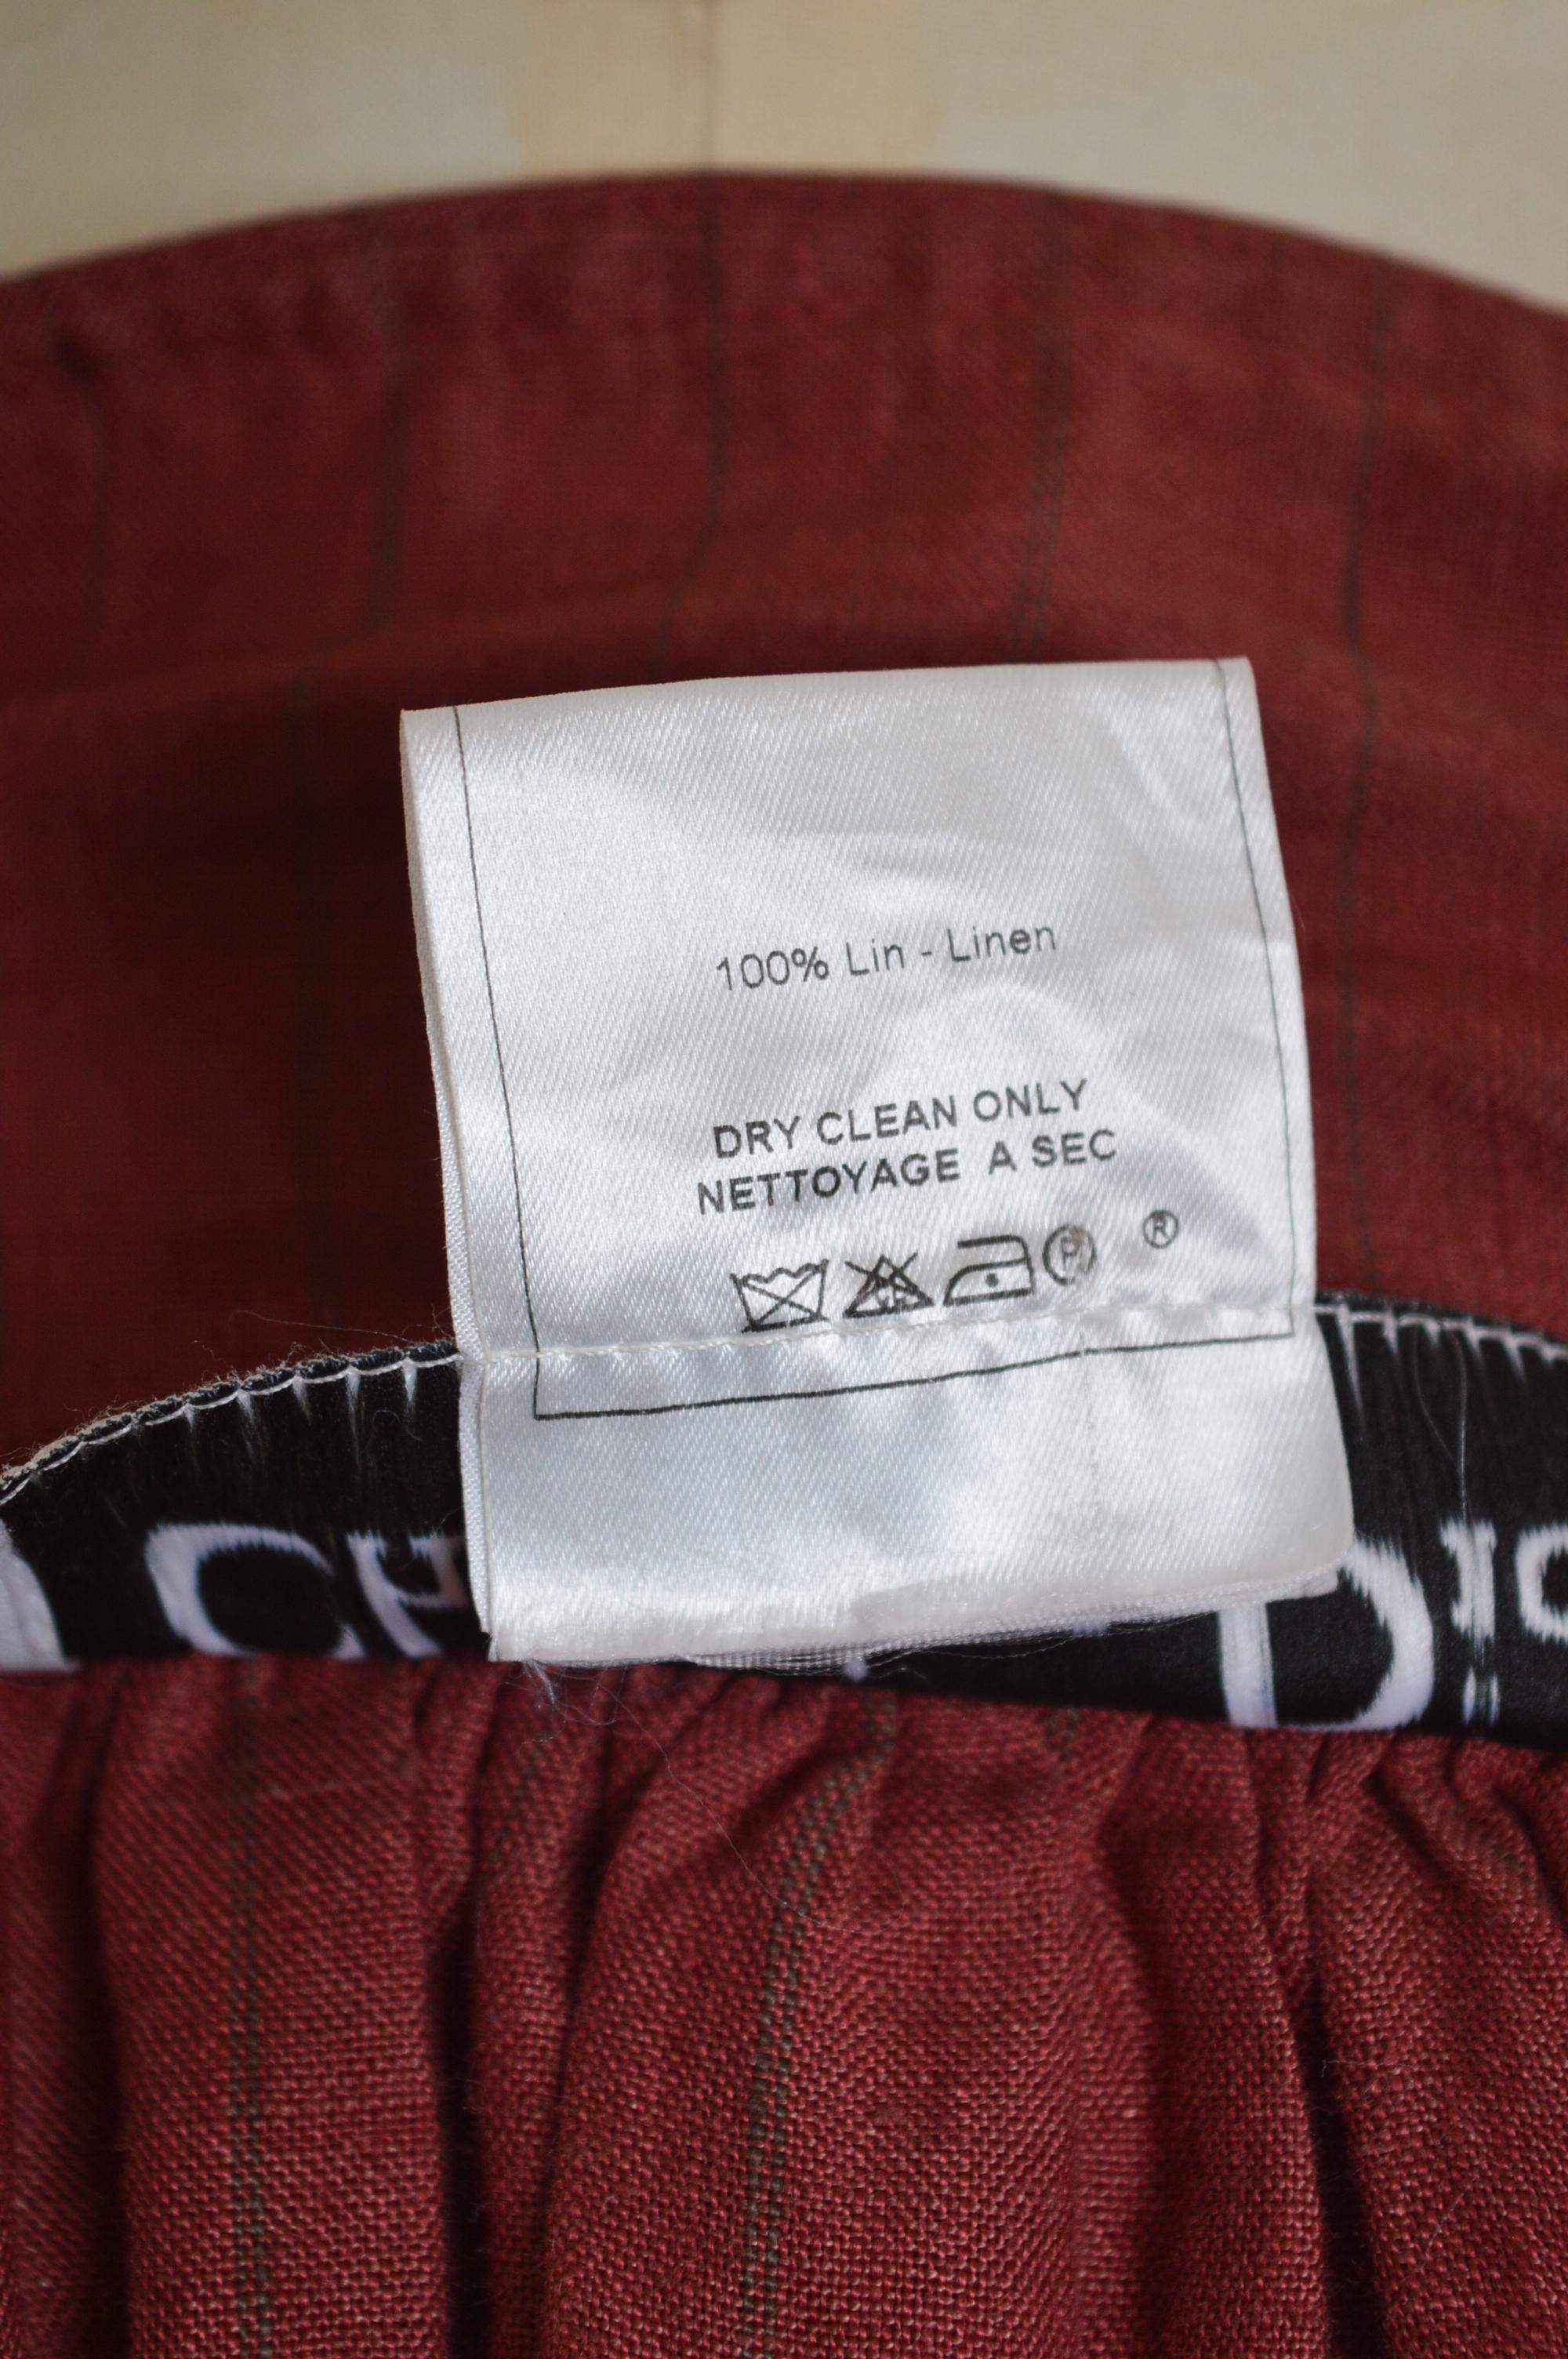 100% Lin - Linen
DRY CLEAN ONLY
NETTOYAGE A SEC
P ®